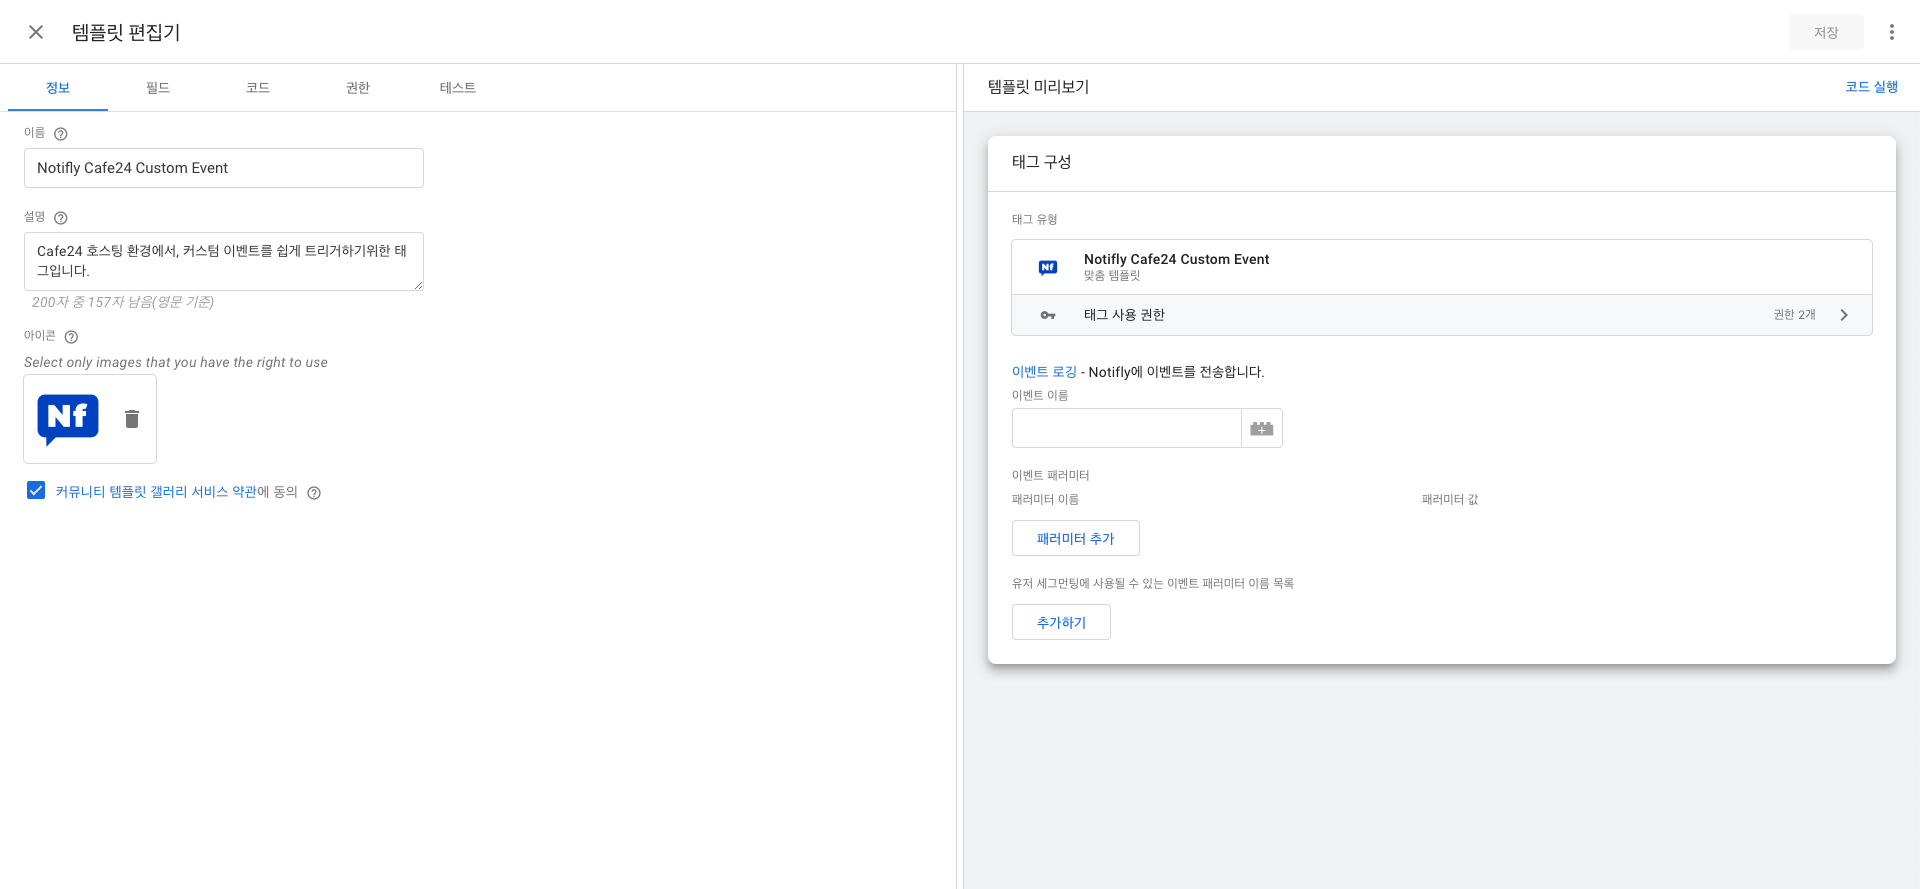 템플릿 편집기
저장
정보
필드
코드
권한
테스트
이름
Notifly Cafe24 Custom Event
설명
Cafe24 호스팅 환경에서, 커스텀 이벤트를 쉽게 트리거하기위한 태
그입니다.
200자 중 157자 남음(영문 기준)
아이콘
Select only images that you have the right to use
Nf
커뮤니티 템플릿 갤러리 서비스 약관에 동의
템플릿 미리보기
코드 실행
태그 구성
태그 유형
Nf
Notifly Cafe24 Custom Event
맞춤 템플릿
태그 사용 권한
권한 2개
이벤트 로깅 - Notifly에 이벤트를 전송합니다.
이벤트 이름
이벤트 패러미터
패러미터 이름
패러미터 값
패러미터 추가
유저 세그먼팅에 사용될 수 있는 이벤트 패러미터 이름 목록
추가하기